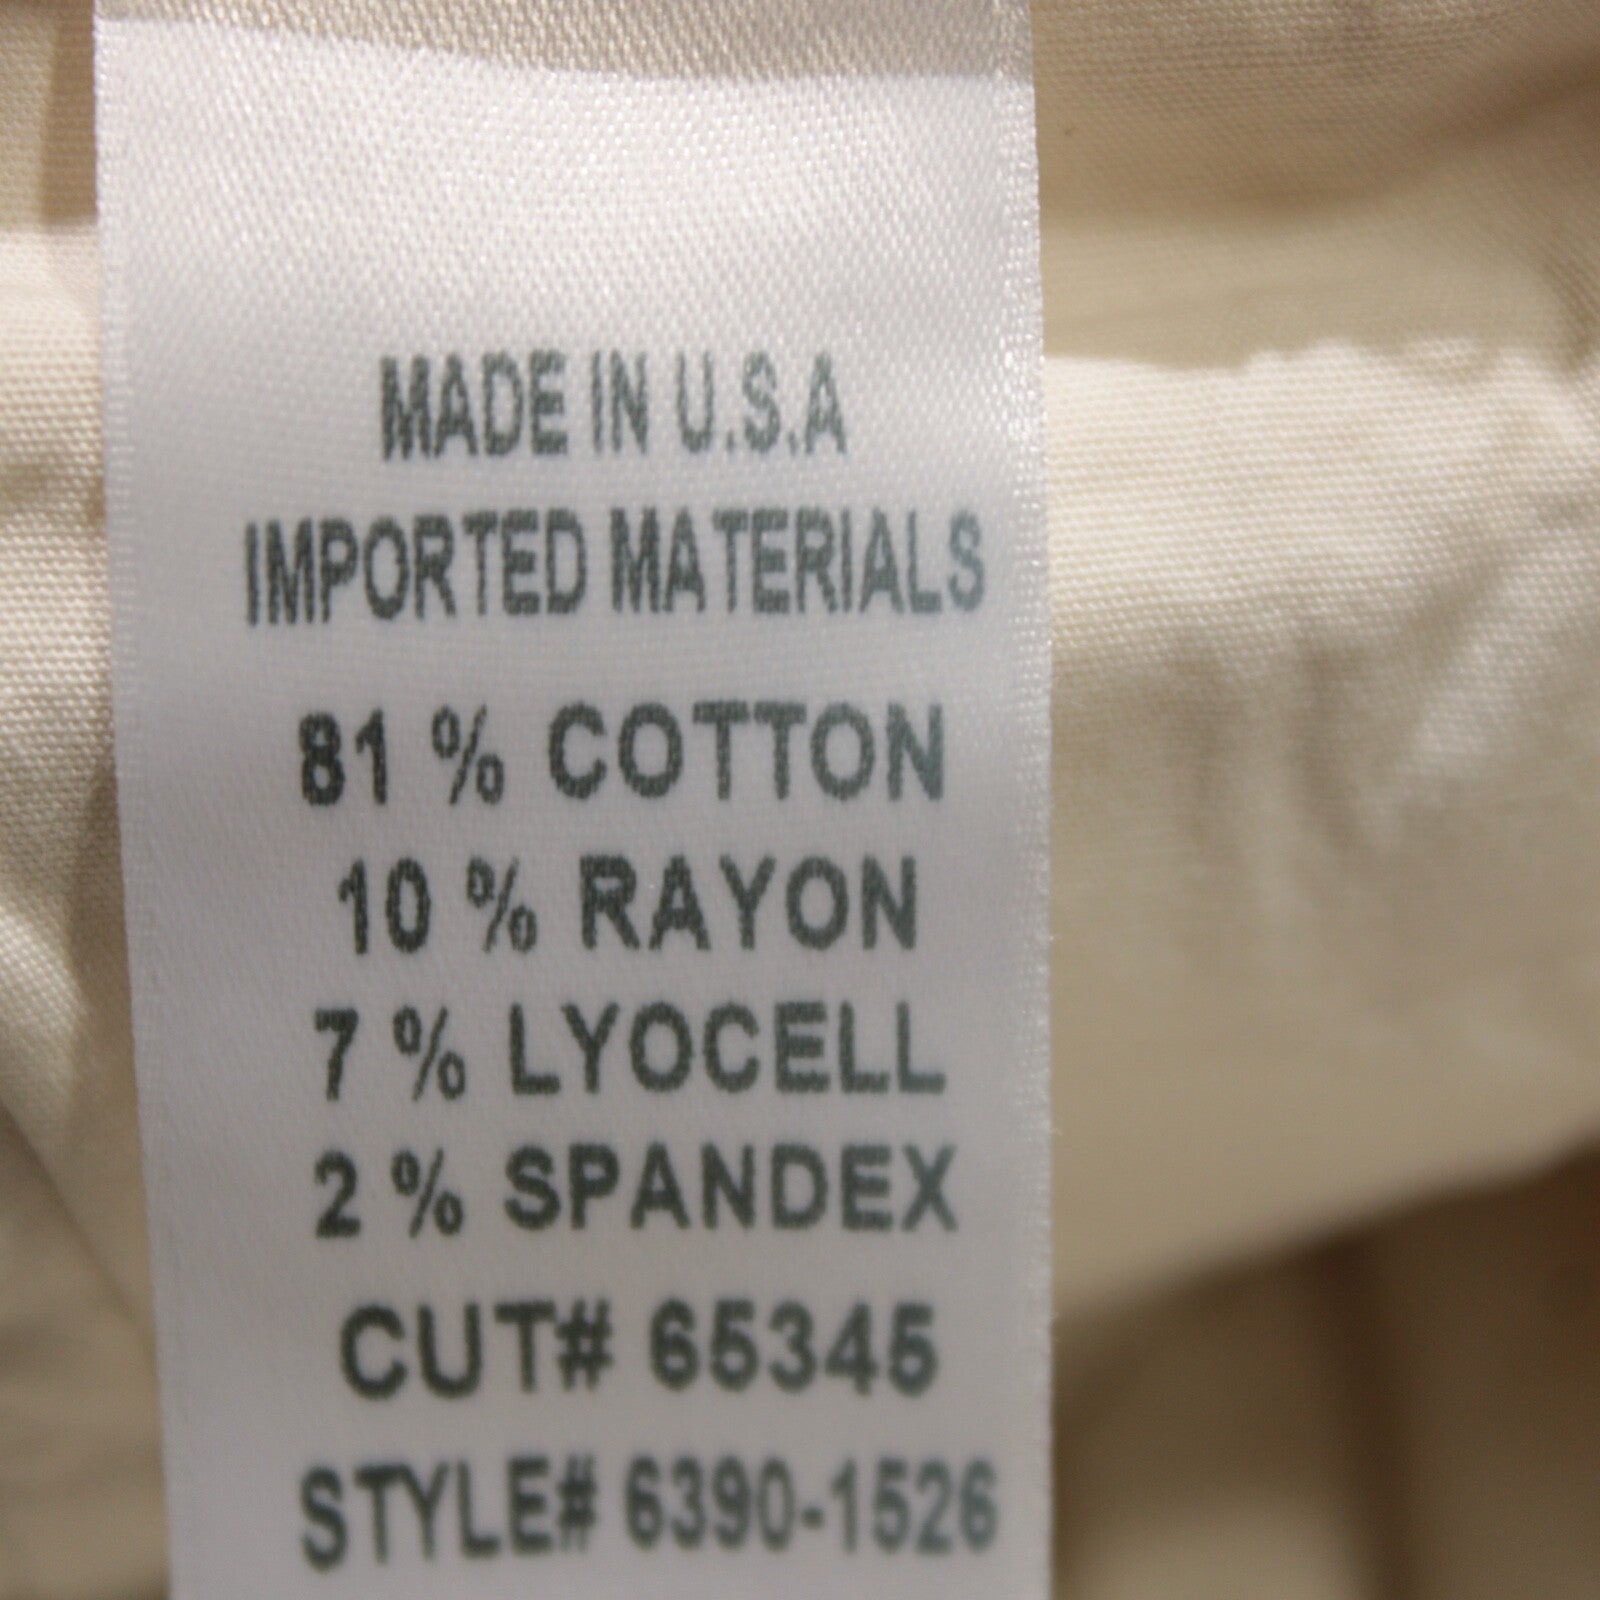 MADE IN U.S.A
IMPORTED MATERIALS
81 % COTTON
10 % RAYON
7 % LYOCELL
2 % SPANDEX
CUT# 65345
STYLE# 6390-1526